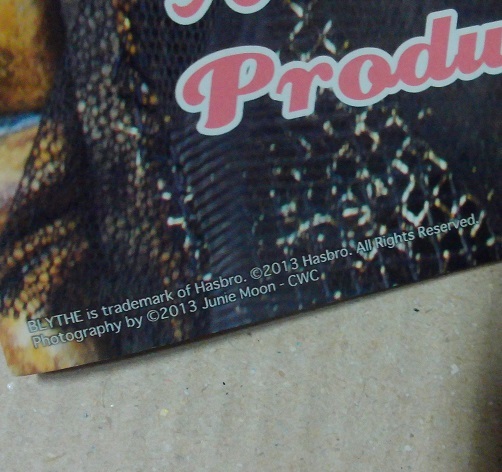 Produ
BLYTHE is trademark of Hasbro. ©2013 Hasbro. All Rights Reserved.
Photography by ©2013 Junie Moon - CWC